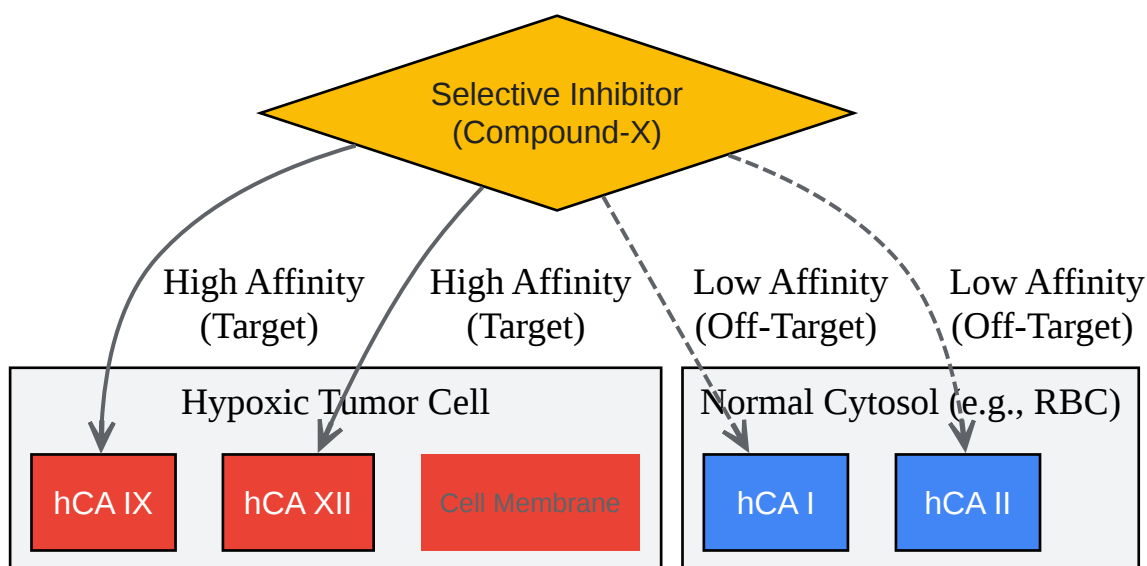 Selective Inhibitor
(Compound-X)
High Affinity
(Target)
High Affinity
(Target)
Low Affinity
(Off-Target)
Low Affinity
(Off-Target)
Hypoxic Tumor Cell
Normal Cytosol (e.g., RBC)
hCA IX
hCA XII
Cell Membrane
hCA I
hCA II